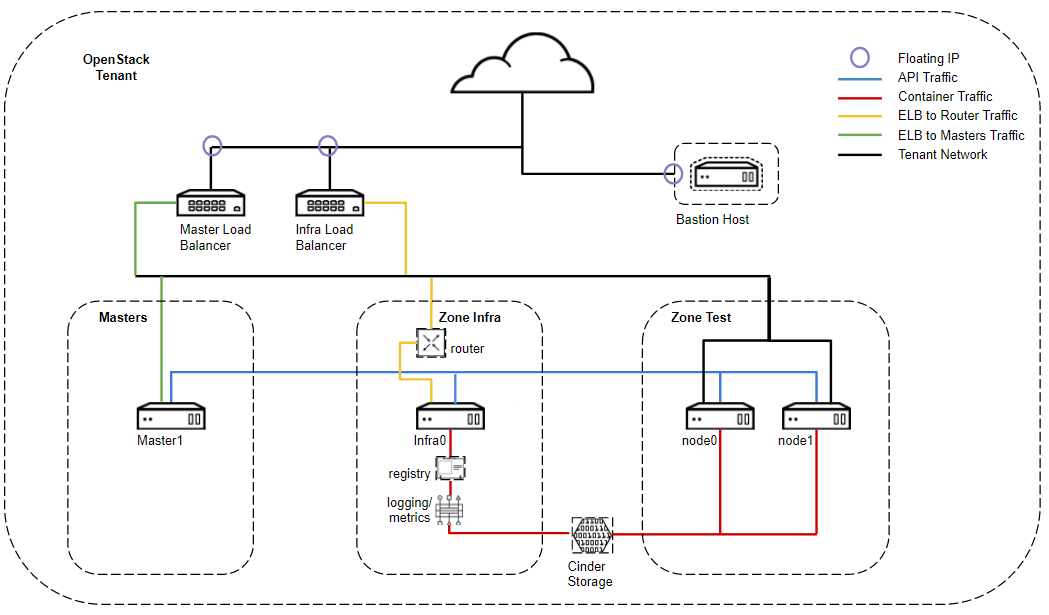 OpenStack
Tenant
Floating IP
API Traffic
Container Traffic
ELB to Router Traffic
ELB to Masters Traffic
Tenant Network
Bastion Host
Master Load
Balancer
Infra Load
Balancer
Masters
Zone Infra
Zone Test
router
Master1
Infra0
node0
node1
registry
logging/
metrics
Cinder
Storage